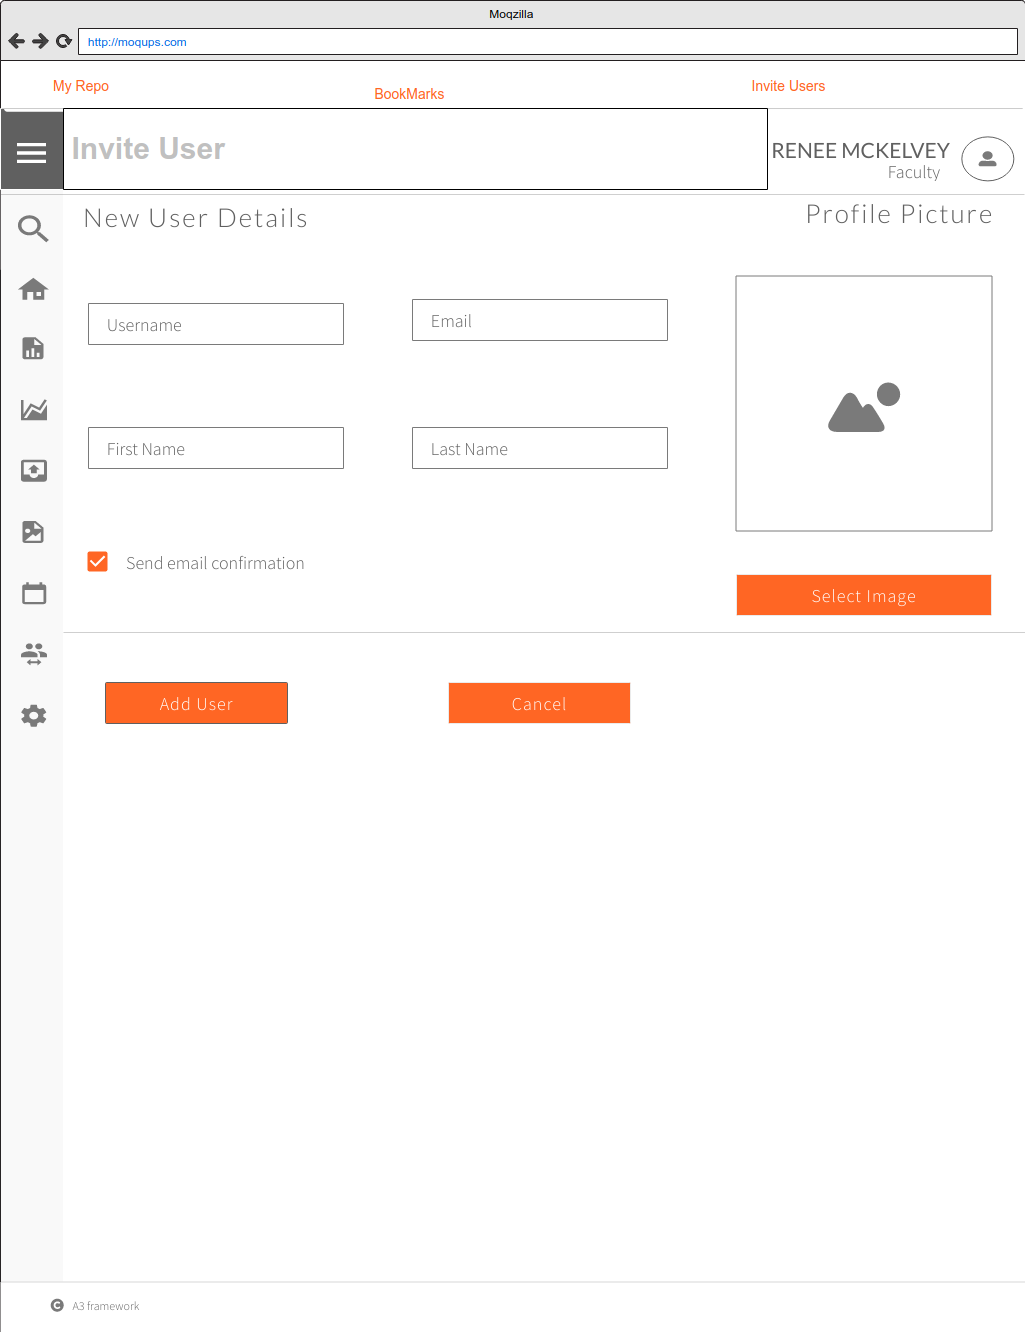 Moqzilla
http://moqups.com
My Repo
BookMarks
Invite Users
Invite User
RENEE MCKELVEY
Faculty
New User Details
Profile Picture
Username
Email
First Name
Last Name
Send email confirmation
Select Image
Add User
Cancel
A3 framework